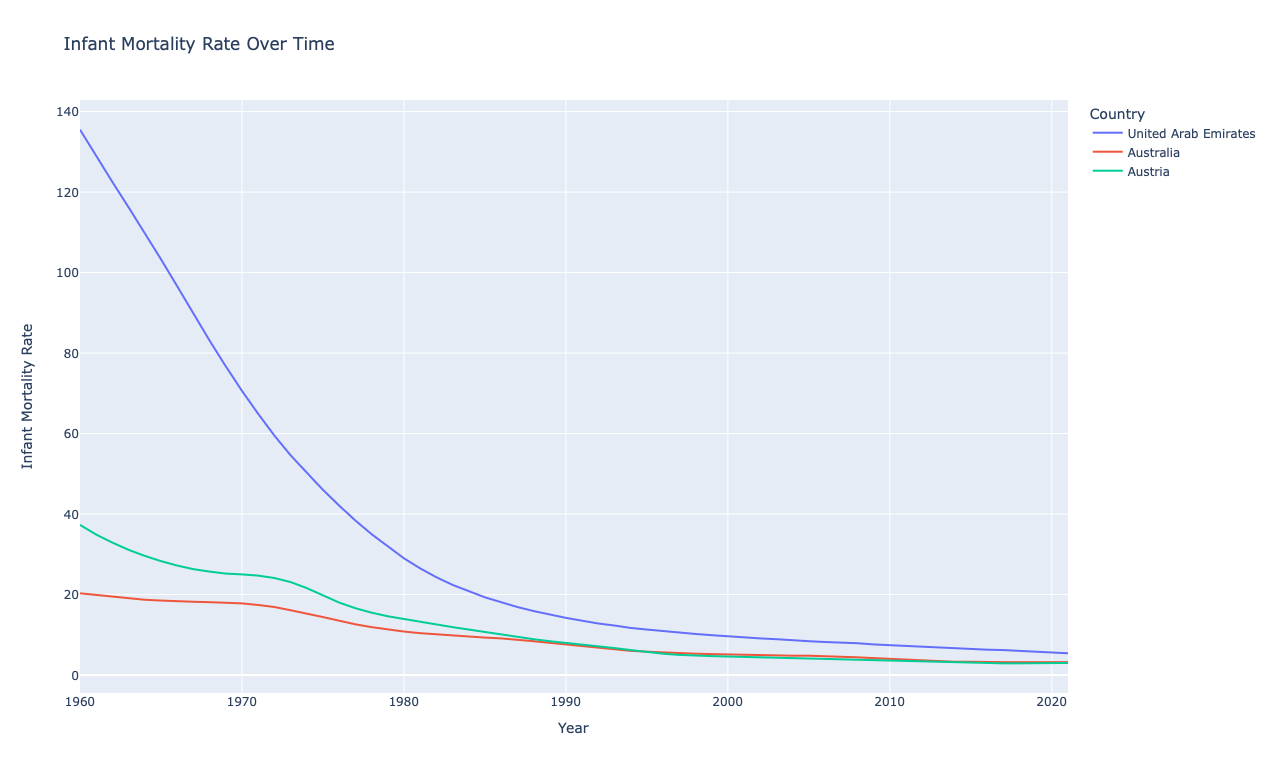 Infant Mortality Rate Over Time
Country
United Arab Emirates
Australia
Austria
Infant Mortality Rate
140
120
100
80
60
40
20
0
1960 1970 1980 1990 2000 2010 2020
Year